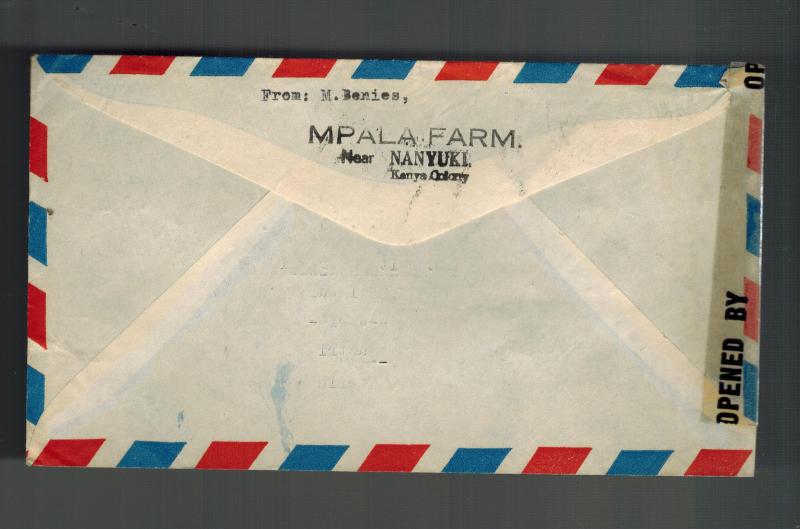 From: M.Benies,
MPALA FARM.
Near NANYUKI.
Kenya Colony
OP
OPENED BY